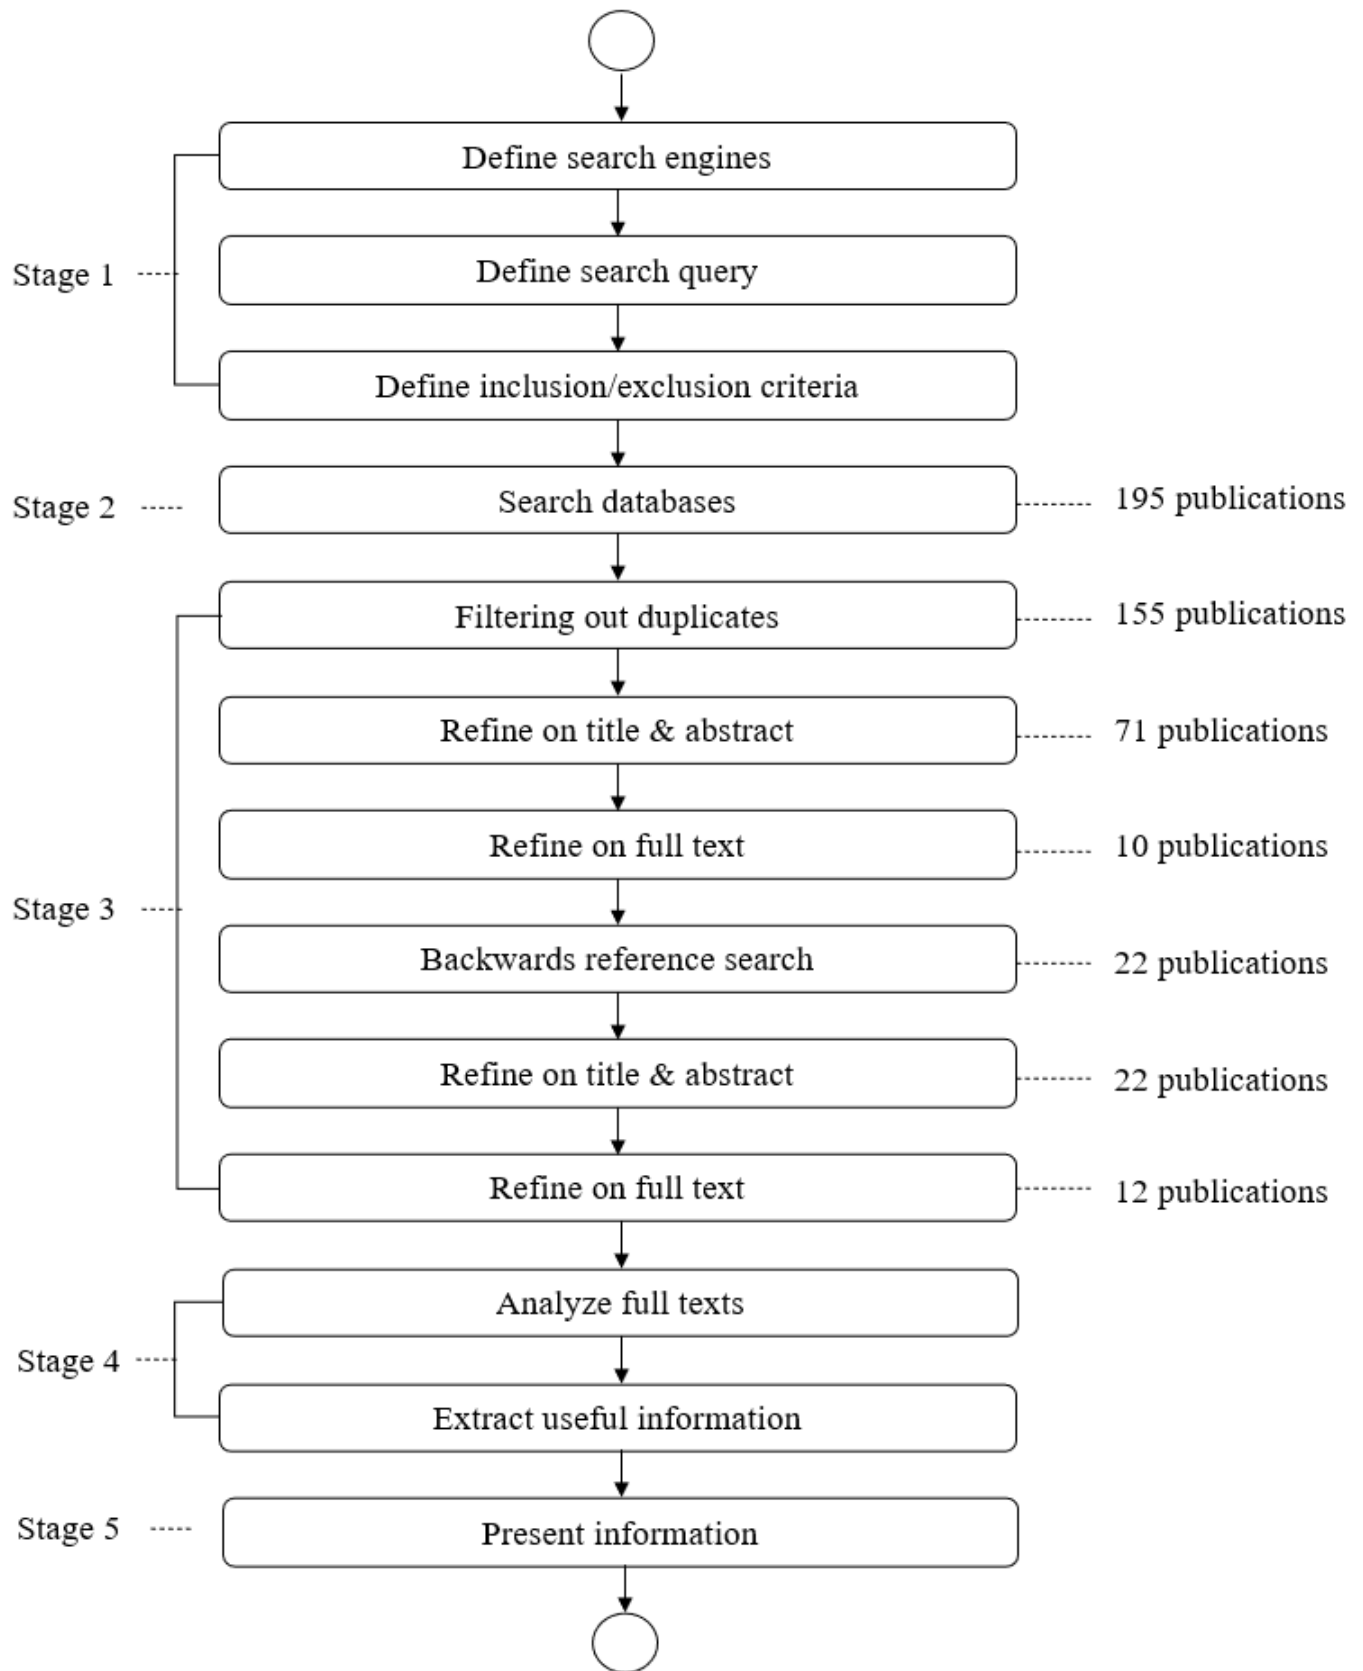 Define search engines
Stage 1
Define search query
Define inclusion/exclusion criteria
Stage 2
Search databases
195 publications
Filtering out duplicates
155 publications
Refine on title & abstract
71 publications
Refine on full text
10 publications
Stage 3
Backwards reference search
22 publications
Refine on title & abstract
22 publications
Refine on full text
12 publications
Analyze full texts
Stage 4
Extract useful information
Stage 5
Present information